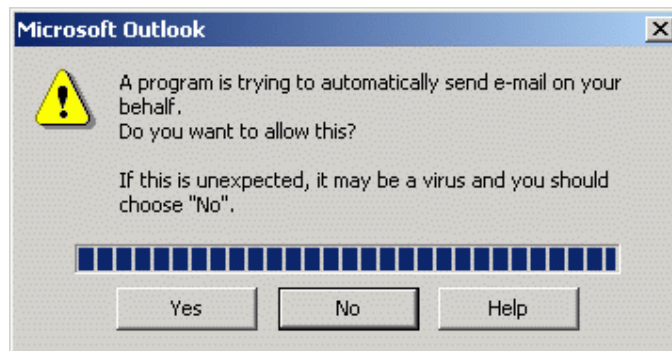 Microsoft Outlook
A program is trying to automatically send e-mail on your
behalf.
Do you want to allow this?
If this is unexpected, it may be a virus and you should
choose "No".
Yes No Help